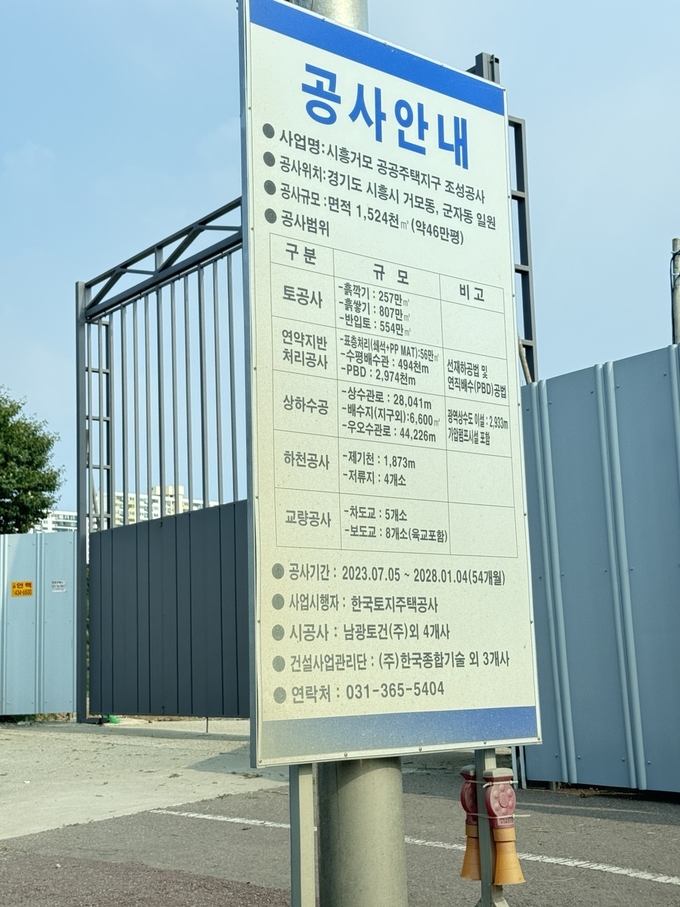 공사안내
● 사업명 : 시흥거모 공공주택지구 조성공사
● 공사위치 : 경기도 시흥시 거모동, 군자동 일원
● 공사규모 : 면적 1,524천㎡ (약46만평)
● 공사범위
구 분 규 모 비 고
토공사
-흙깎기 : 257만㎥
-흙쌓기 : 807만㎥
-반입토 : 554만㎥
연약지반
처리공사
-표층처리(쇄석+PP MAT):56만㎡
-수평배수관 : 494천m
-PBD : 2,974천m
선재하공법 및
연직배수(PBD)공법
상하수공
-상수관로 : 28,041m
-배수지(지구외):6,600㎥
-우오수관로 : 44,226m
광역상수도 이설 : 2,933m
가압펌프시설 포함
하천공사
-제기천 : 1,873m
-저류지 : 4개소
교량공사
-차도교 : 5개소
-보도교 : 8개소(육교포함)
● 공사기간 : 2023.07.05 ~ 2028.01.04(54개월)
● 사업시행자 : 한국토지주택공사
● 시공사 : 남광토건(주)외 4개사
● 건설사업관리단 : (주)한국종합기술 외 3개사
● 연락처 : 031-365-5404